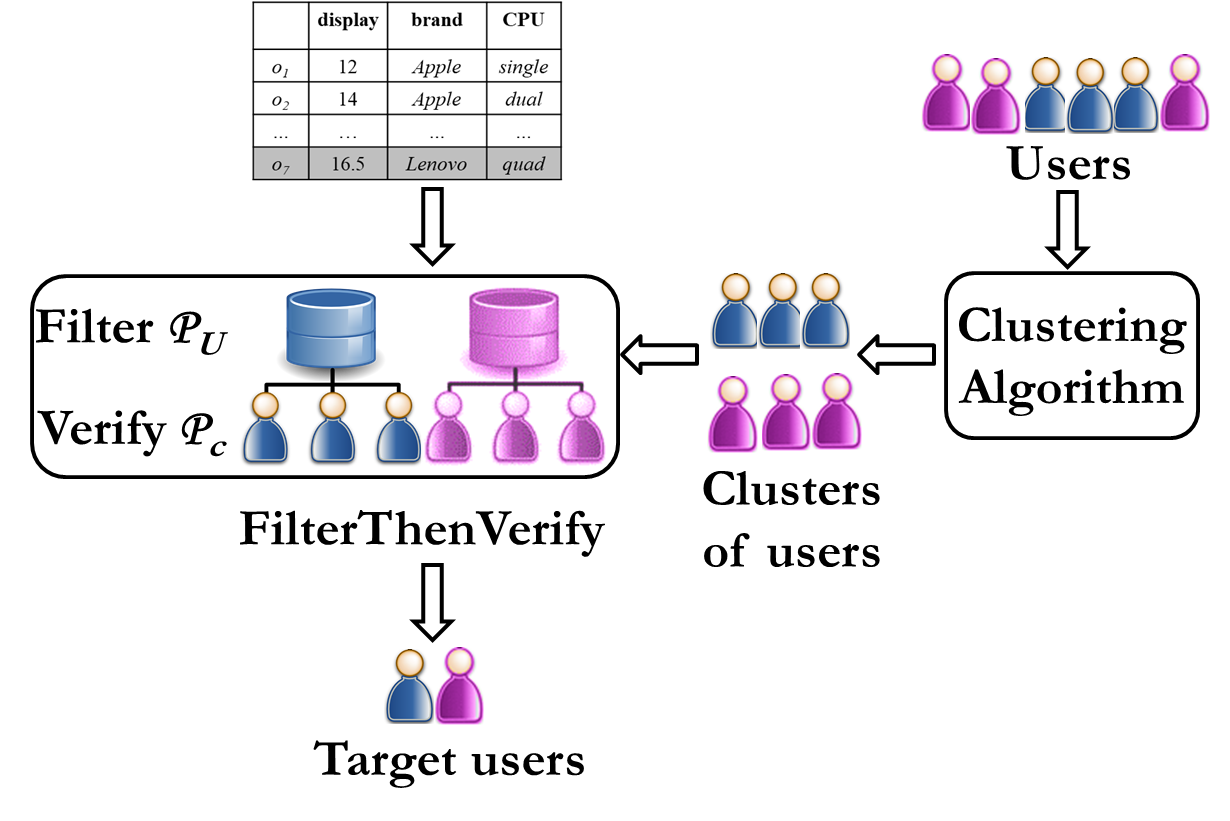 display brand CPU
o1 12 Apple single
o2 14 Apple dual
... ... ... ...
o7 16.5 Lenovo quad
Users
Filter 𝒫U
Verify 𝒫c
FilterThenVerify
Clustering
Algorithm
Clusters
of users
Target users